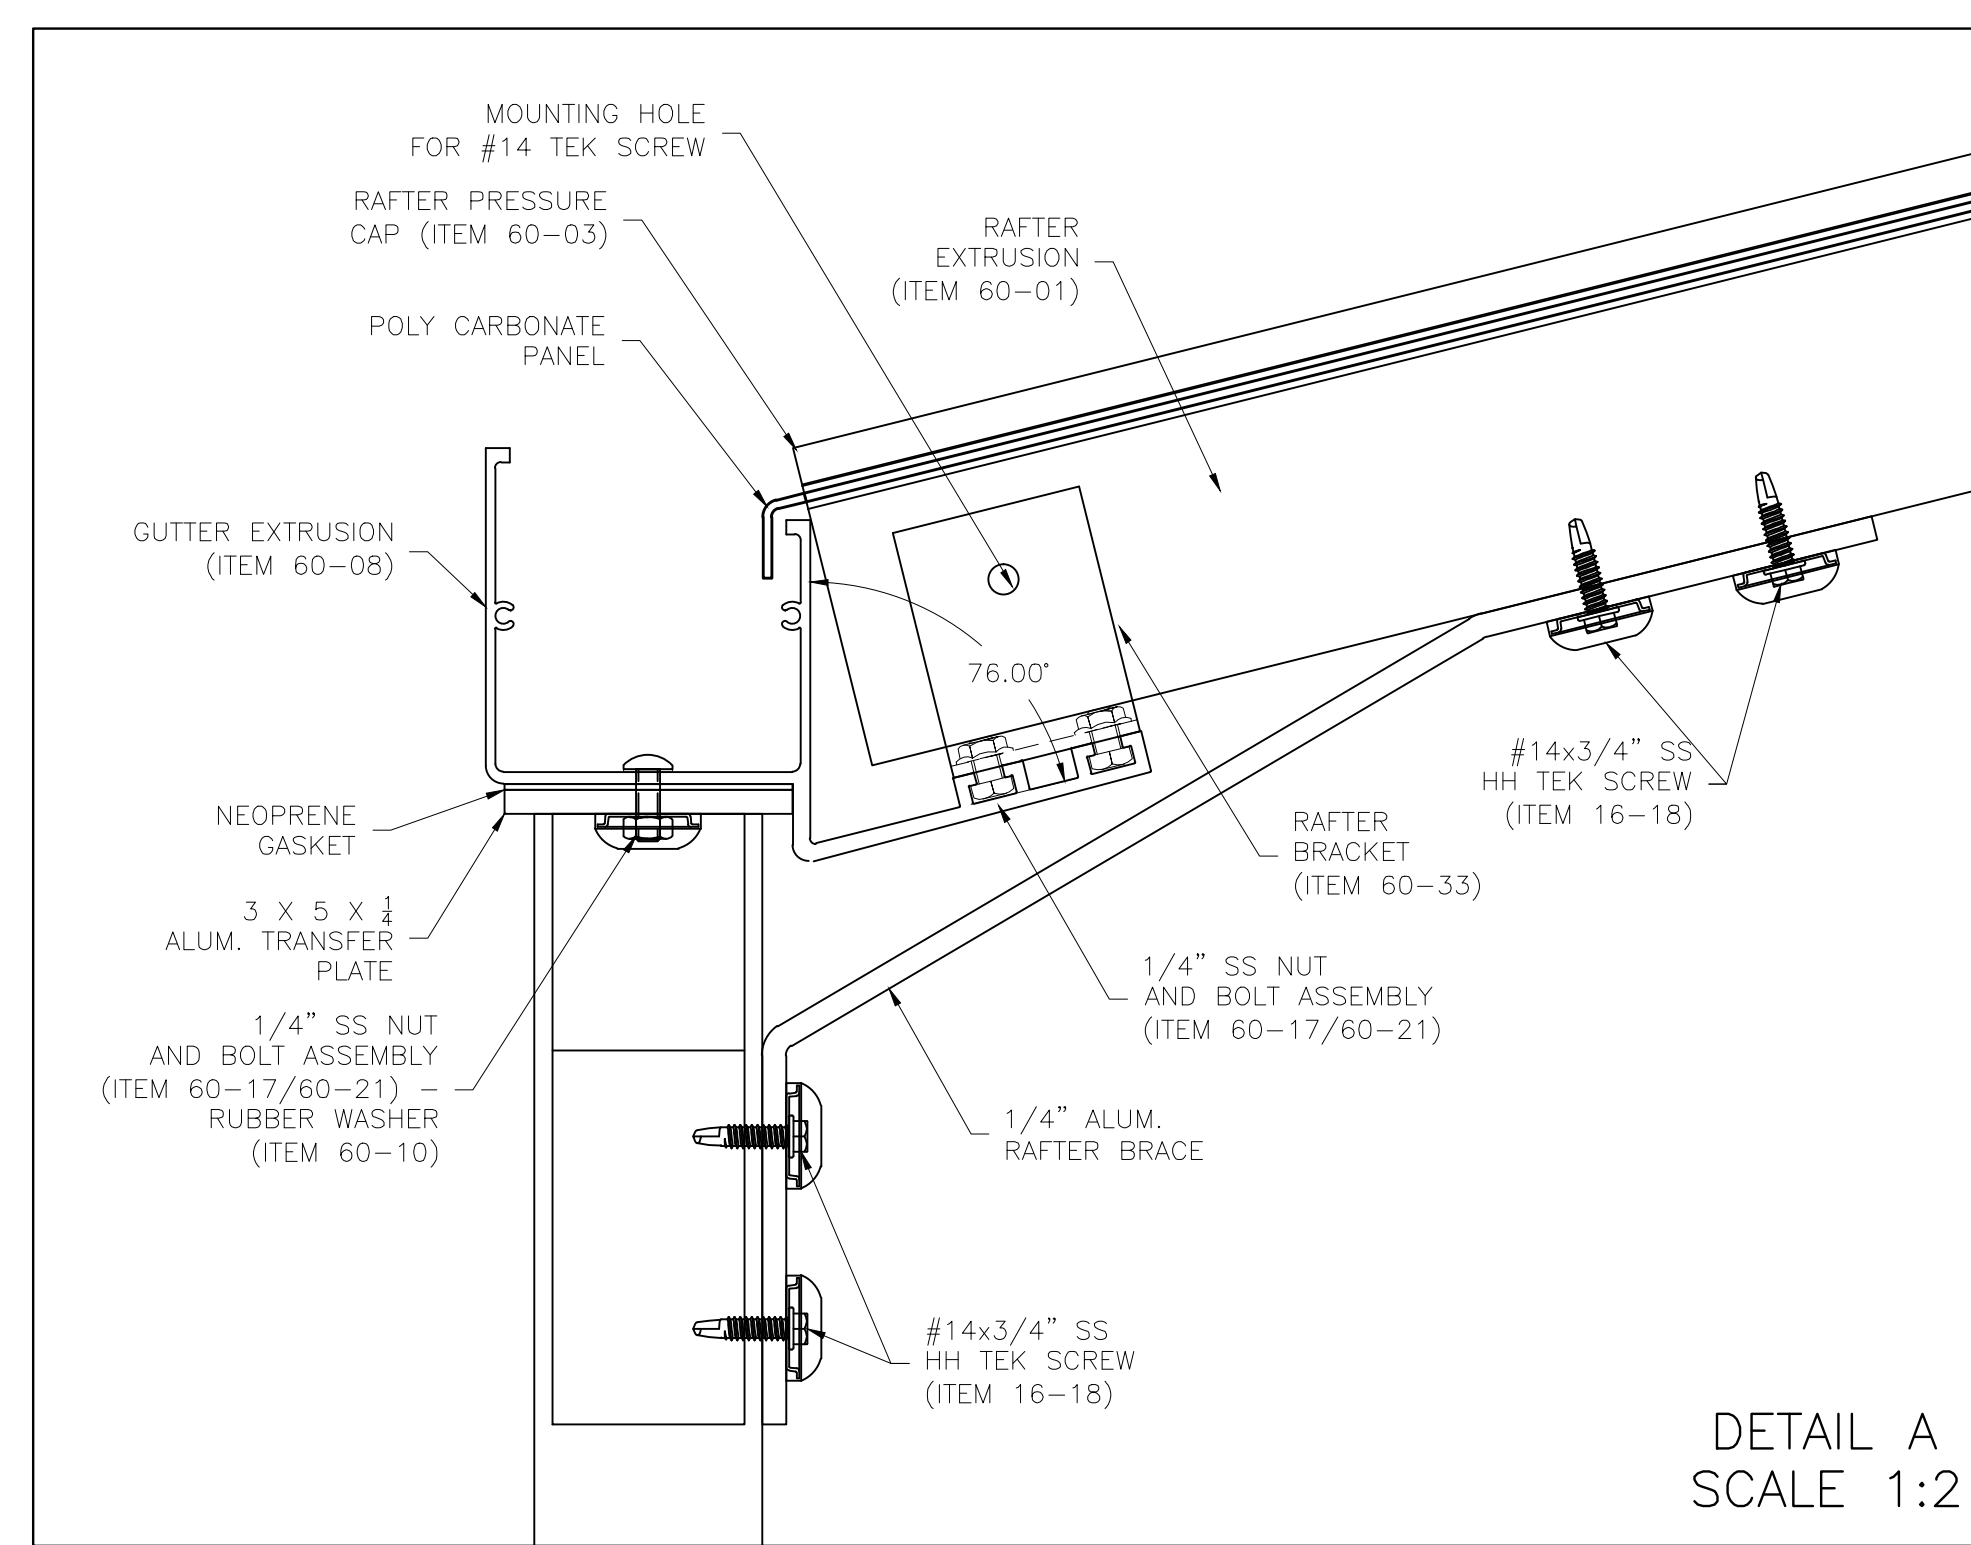 MOUNTING HOLE
FOR #14 TEK SCREW
RAFTER PRESSURE
CAP (ITEM 60-03)
RAFTER
EXTRUSION
(ITEM 60-01)
POLY CARBONATE
PANEL
GUTTER EXTRUSION
(ITEM 60-08)
76.00°
NEOPRENE
GASKET
3 X 5 X 1/4
ALUM. TRANSFER
PLATE
1/4" SS NUT
AND BOLT ASSEMBLY
(ITEM 60-17/60-21) -
RUBBER WASHER
(ITEM 60-10)
#14x3/4" SS
HH TEK SCREW
(ITEM 16-18)
RAFTER
BRACKET
(ITEM 60-33)
1/4" SS NUT
AND BOLT ASSEMBLY
(ITEM 60-17/60-21)
1/4" ALUM.
RAFTER BRACE
#14x3/4" SS
HH TEK SCREW
(ITEM 16-18)
DETAIL A
SCALE 1:2